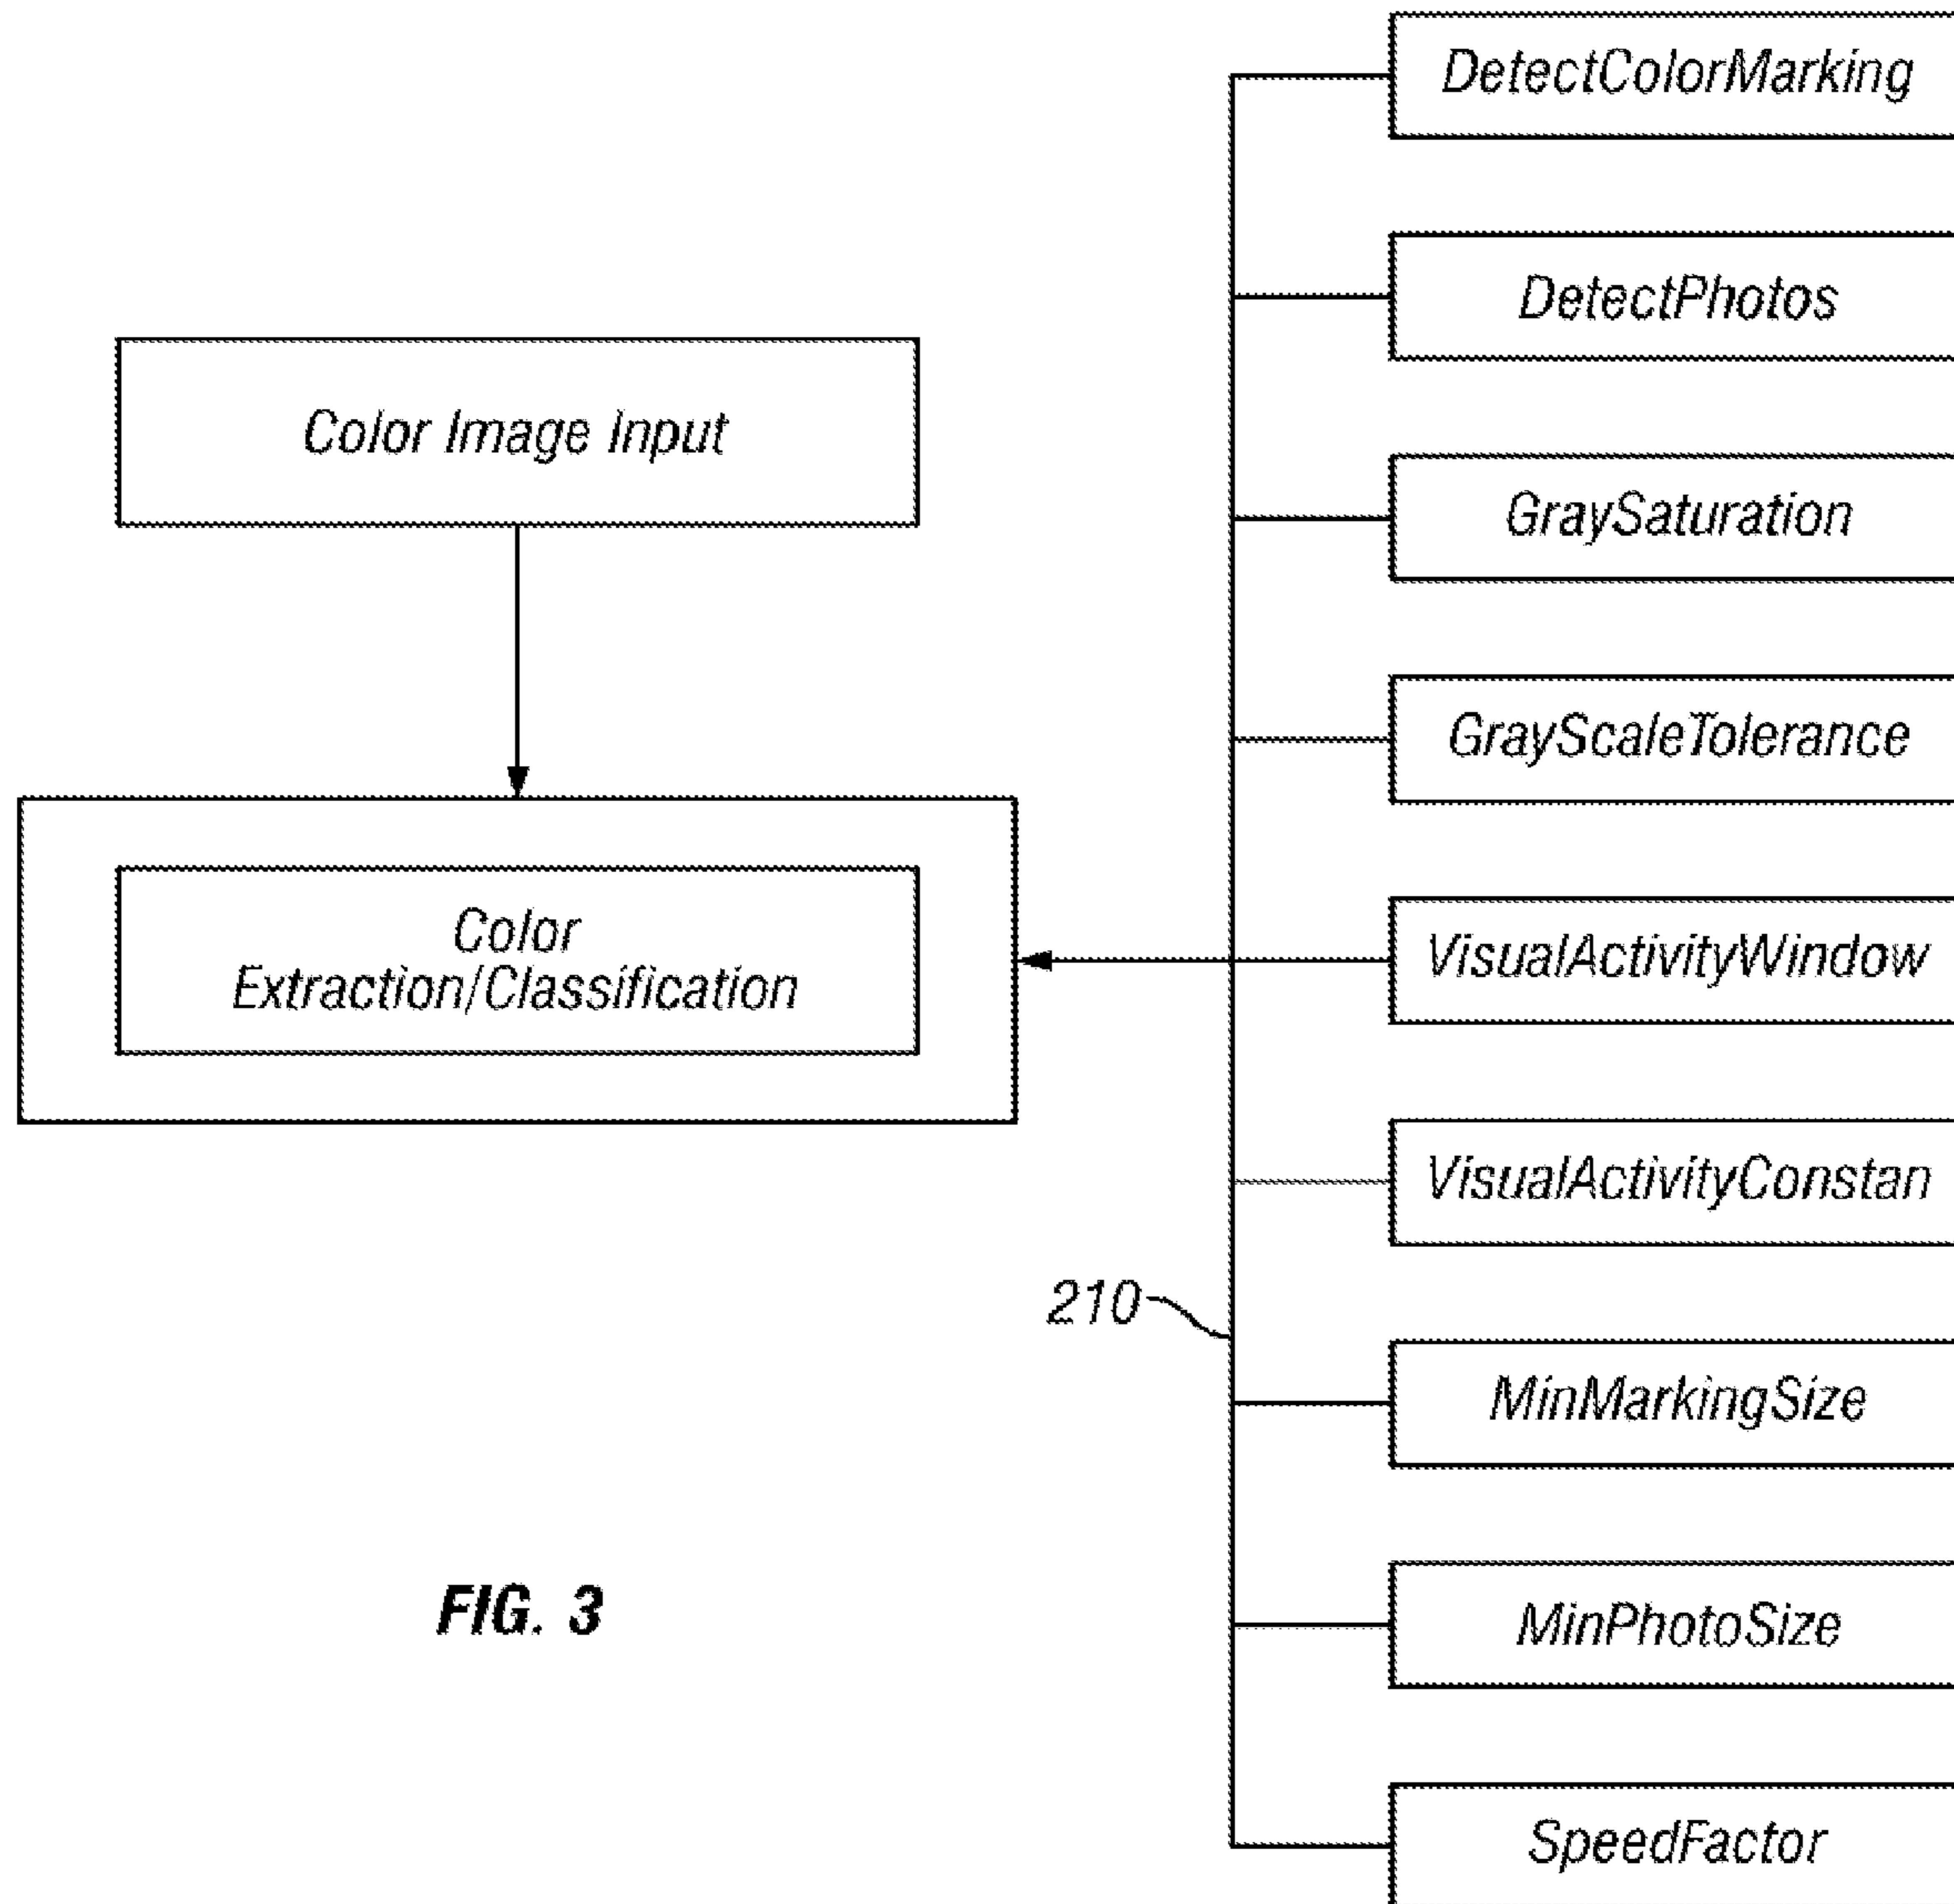 DetectColorMarking
DetectPhotos
Color Image Input
GraySaturation
GrayScaleTolerance
Color
Extraction/Classification
VisualActivityWindow
VisualActivityConstan
210
MinMarkingSize
MinPhotoSize
FIG. 3
SpeedFactor